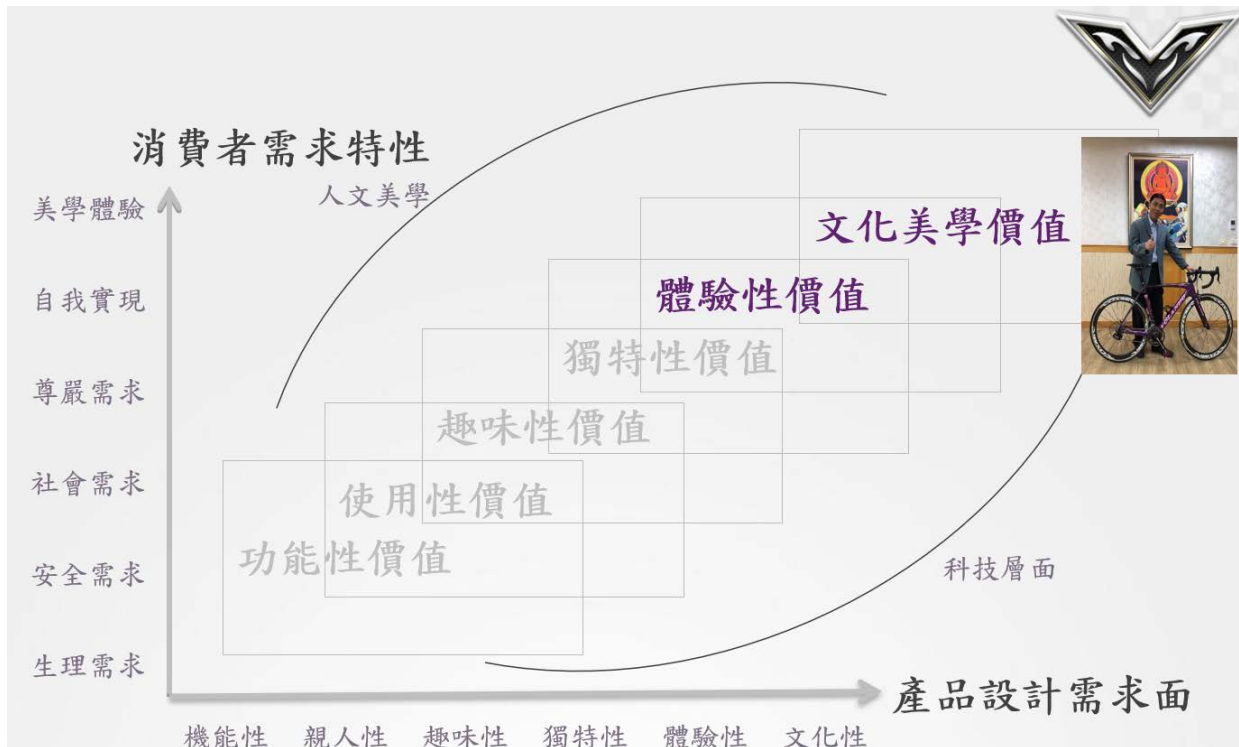 消費者需求特性
人文美學
美學體驗
自我實現
尊嚴需求
社會需求
安全需求
生理需求
文化美學價值
體驗性價值
獨特性價值
趣味性價值
使用性價值
功能性價值
科技層面
產品設計需求面
機能性 親人性 趣味性 獨特性 體驗性 文化性